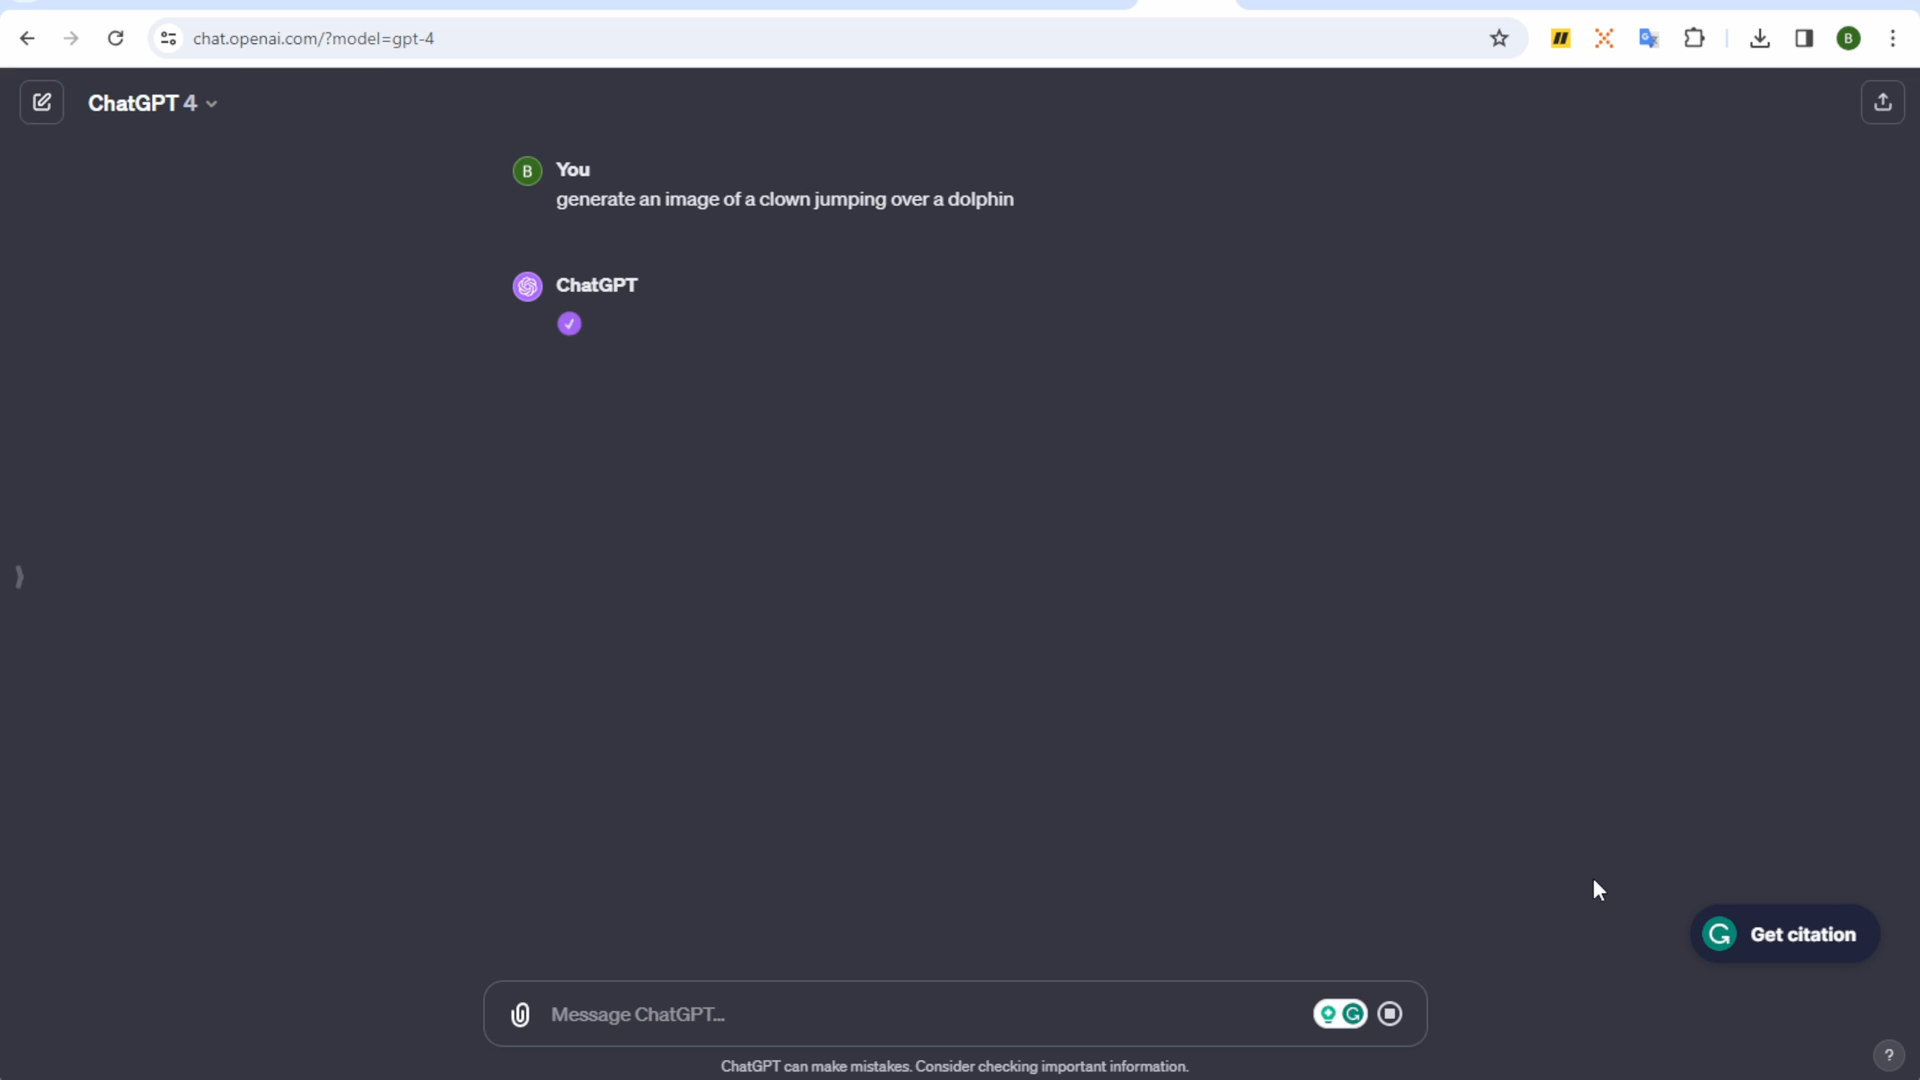 chat.openai.com/?model=gpt-4
B
ChatGPT 4
B
You
generate an image of a clown jumping over a dolphin
ChatGPT
Get citation
Message ChatGPT...
ChatGPT can make mistakes. Consider checking important information.
?